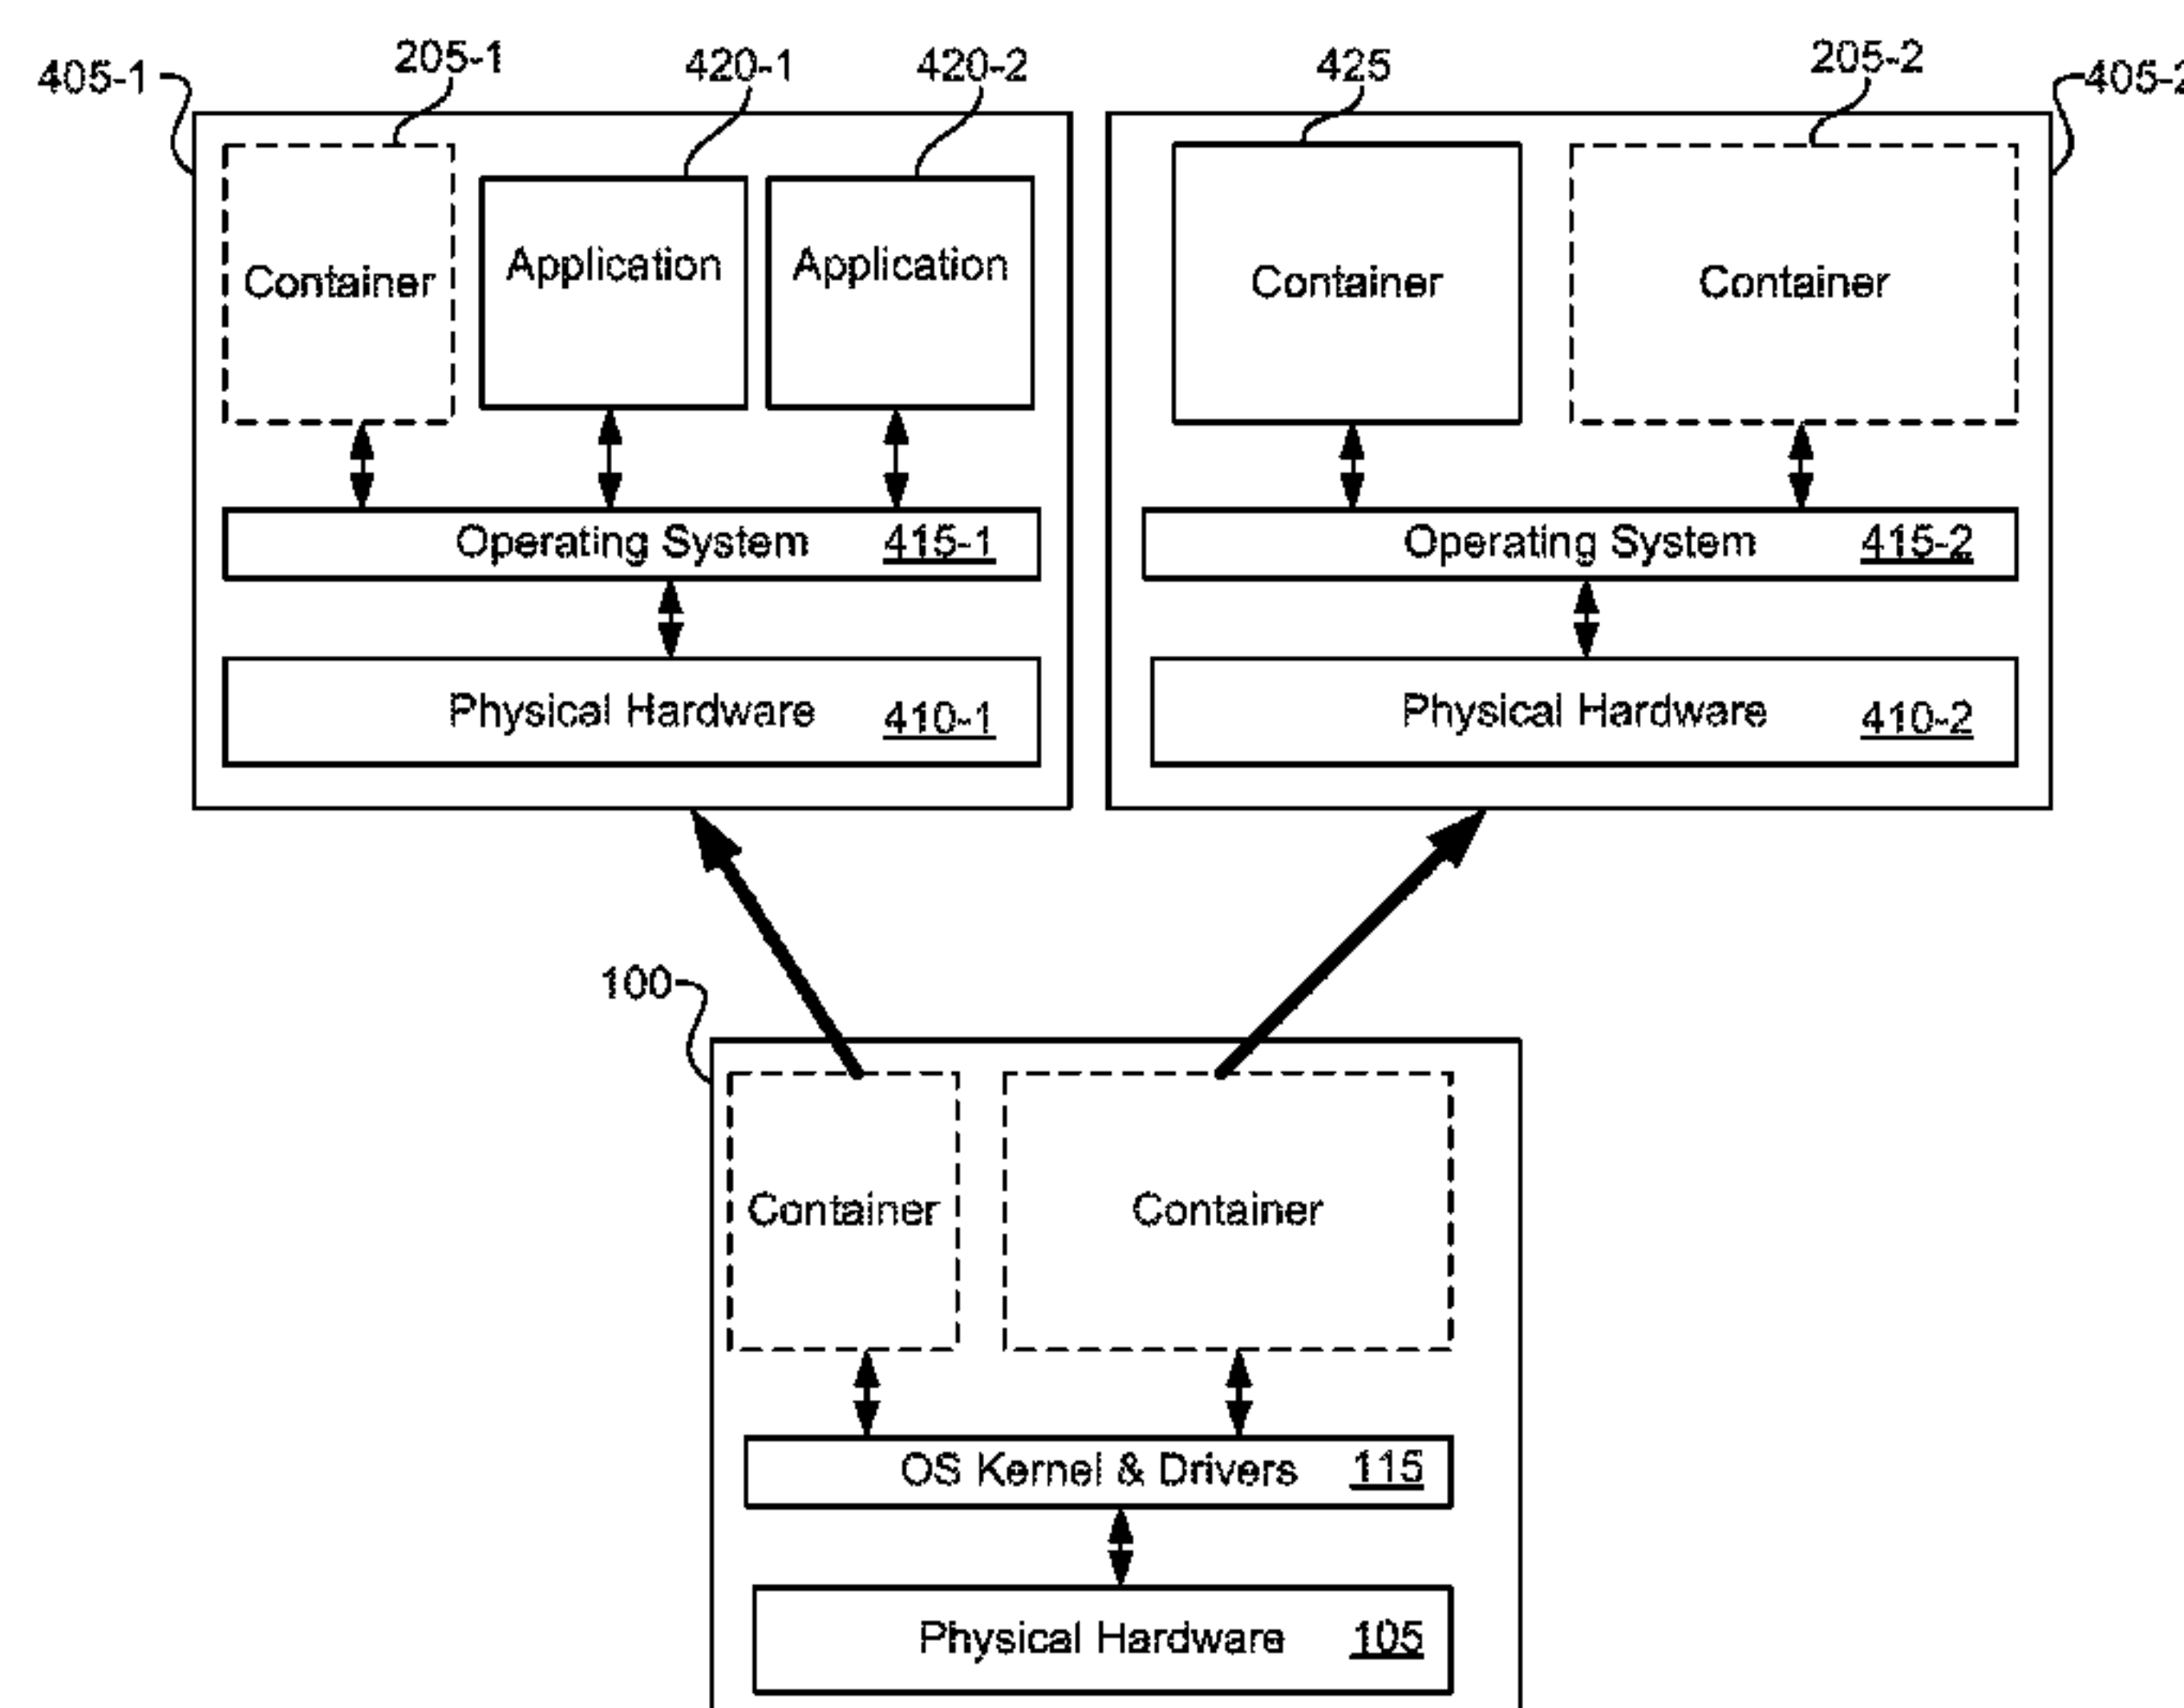 405-1
205-1
420-1
420-2
425
205-2
405-2
Container
Application
Application
Container
Container
Operating System 415-1
Operating System 415-2
Physical Hardware 410-1
Physical Hardware 410-2
100
Container
Container
OS Kernel & Drivers 115
Physical Hardware 105